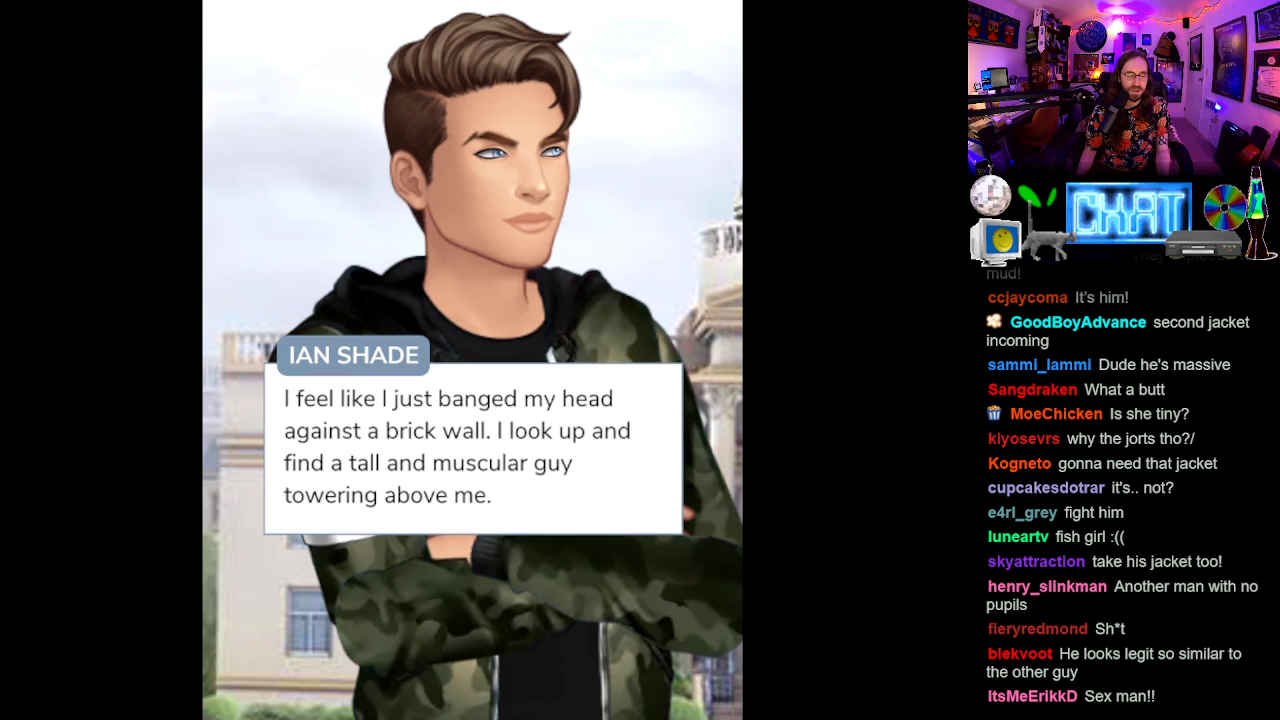 IAN SHADE
I feel like I just banged my head
against a brick wall. I look up and
find a tall and muscular guy
towering above me.
CHAT
mud!
ccjaycoma It's him!
GoodBoyAdvance second jacket
incoming
sammi_lammi Dude he's massive
Sangdraken What a butt
MoeChicken Is she tiny?
klyosevrs why the jorts tho?/
Kogneto gonna need that jacket
cupcakesdotrar it's.. not?
e4rl_grey fight him
luneartv fish girl :((
skyattraction take his jacket too!
henry_slinkman Another man with no
pupils
fieryredmond Sh*t
blekvoot He looks legit so similar to
the other guy
ItsMeErikkD Sex man!!